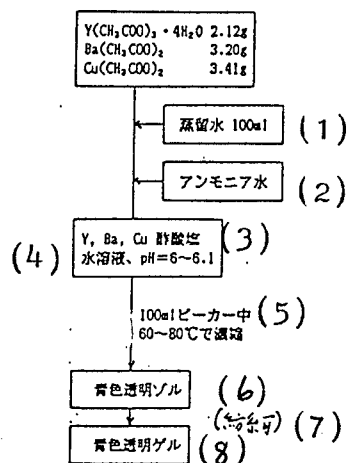 Y(CH₃COO)₃・4H₂O 2.12g
Ba(CH₃COO)₂ 3.20g
Cu(CH₃COO)₂ 3.41g
蒸留水 100ml (1)
アンモニア水 (2)
(4) Y, Ba, Cu 酢酸塩 (3)
水溶液、pH=6〜6.1
100mlビーカー中 (5)
60〜80℃で濃縮
青色透明ゾル (6)
(7)
青色透明ゲル (8)